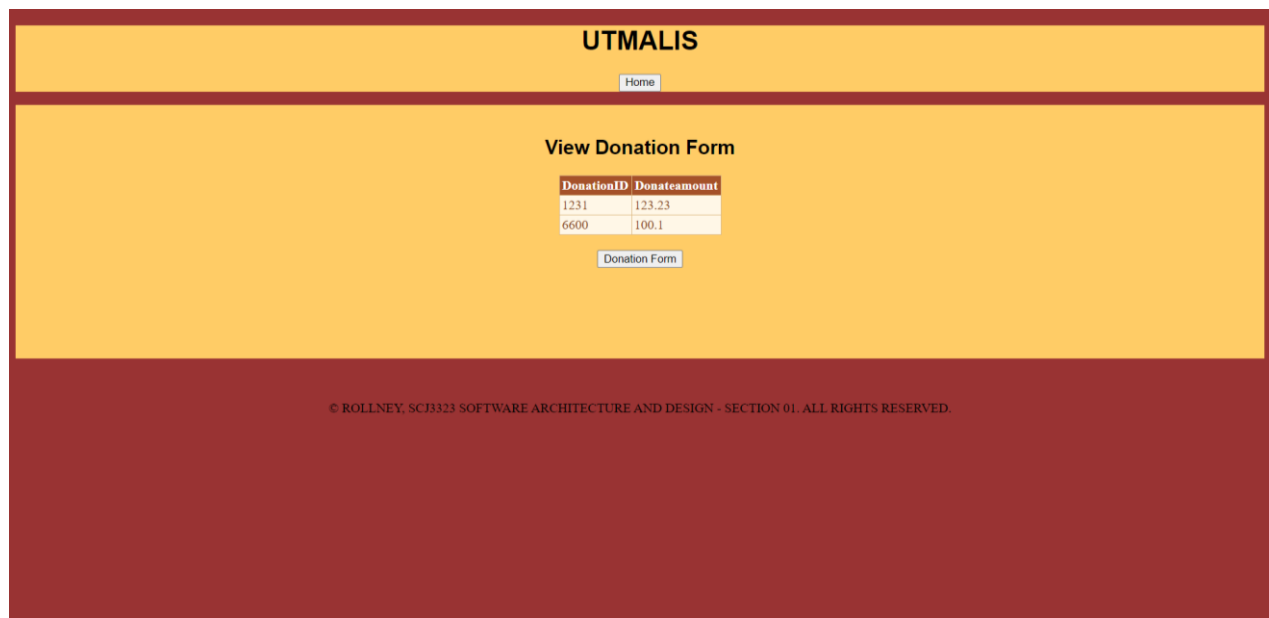 UTMALIS
Home
View Donation Form
DonationID Donateamount
1231 123.23
6600 100.1
Donation Form
© ROLLNEY, SCJ3323 SOFTWARE ARCHITECTURE AND DESIGN - SECTION 01. ALL RIGHTS RESERVED.